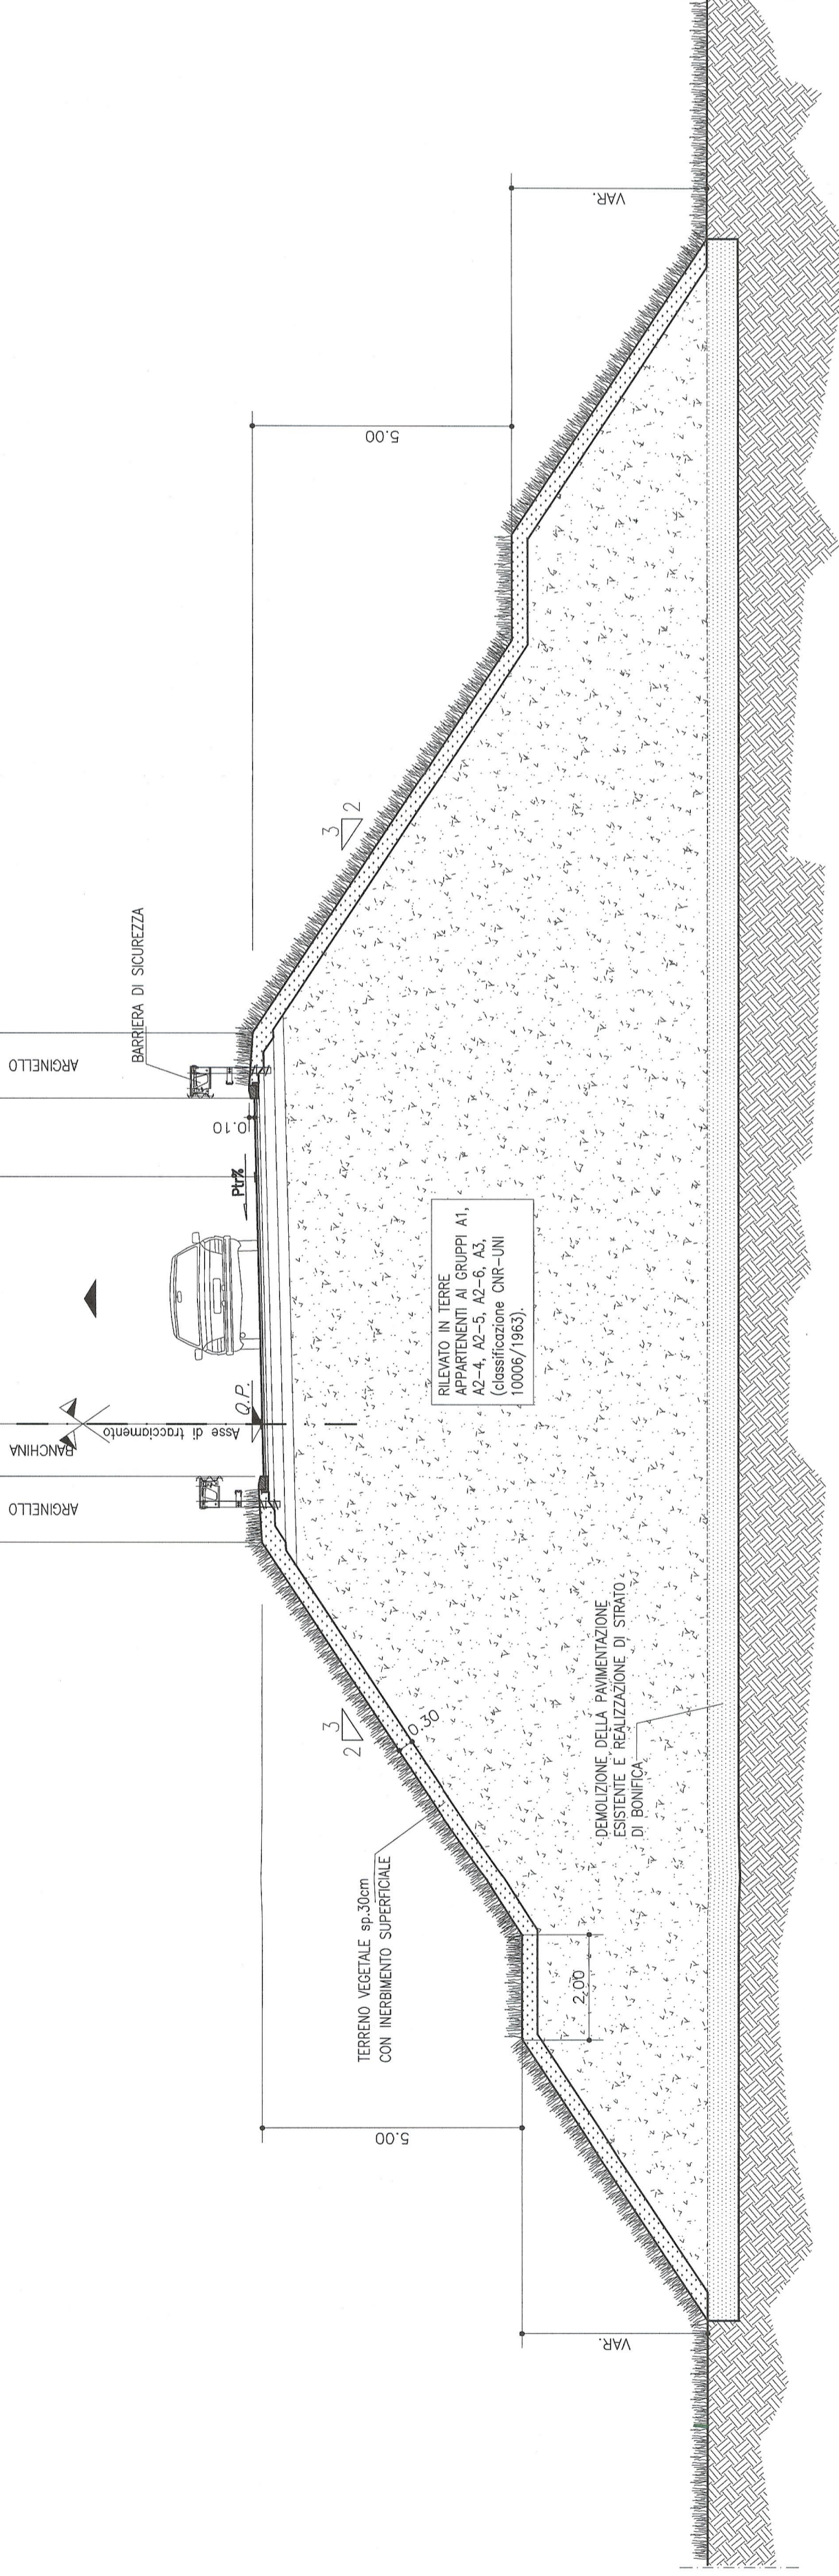 ARGINELLO
BANCHINA
ARGINELLO
Asse di tracciamento
Q.P.
Ptr%
0.10
BARRIERA DI SICUREZZA
5.00
5.00
3
2
3
2
VAR.
VAR.
TERRENO VEGETALE sp.30cm
CON INERBIMENTO SUPERFICIALE
0.30
2.00
RILEVATO IN TERRE
APPARTENENTI AI GRUPPI A1,
A2-4, A2-5, A2-6, A3,
(classificazione CNR-UNI
10006/1963).
DEMOLIZIONE DELLA PAVIMENTAZIONE
ESISTENTE E REALIZZAZIONE DI STRATO
DI BONIFICA